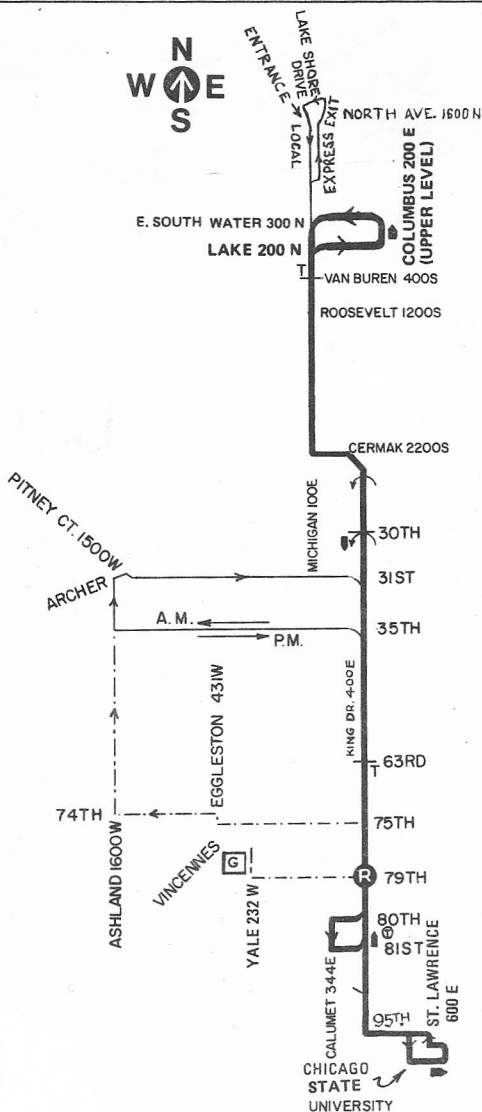 N
W E
S
ENTRANCE
LAKE SHORE
DRIVE
LOCAL
EXPRESS EXIT
NORTH AVE. 1600 N
COLUMBUS 200 E
(UPPER LEVEL)
E. SOUTH WATER 300 N
LAKE 200 N
T
VAN BUREN 400S
ROOSEVELT 1200S
CERMAK 2200S
MICHIGAN 100E
30TH
PITNEY CT. 1500W
ARCHER
31ST
A.M.
35TH
P.M.
KING DR. 400E
EGGLESTON 431W
63RD
T
74TH
75TH
ASHLAND 1600W
VINCENNES
G
YALE 232 W
R
79TH
80TH
T
81ST
CALUMET 344E
95TH
ST. LAWRENCE
600 E
CHICAGO
STATE
UNIVERSITY